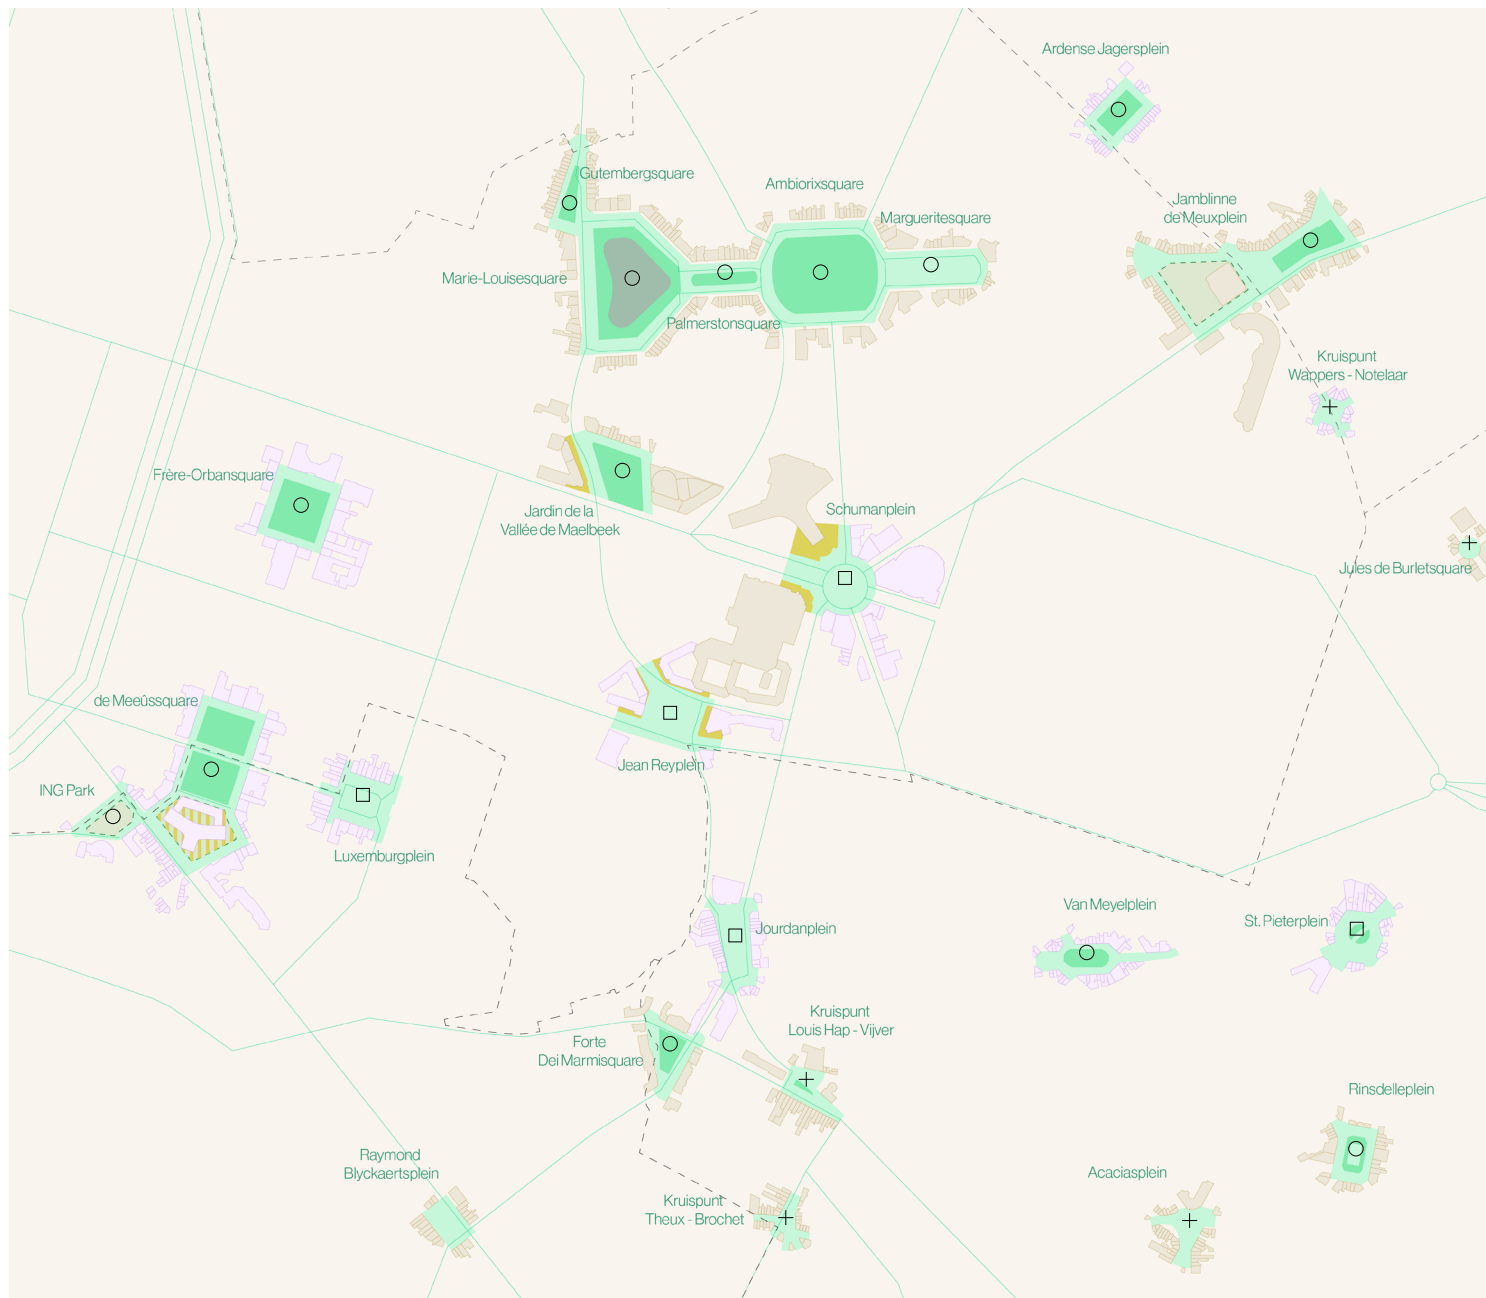 Ardense Jagersplein
Gutembergsquare
Ambiorixsquare
Jamblinne
de Meuxplein
Margueritesquare
Marie-Louisesquare
Palmerstonsquare
Kruispunt
Wappers - Notelaar
Frère-Orbansquare
Jardin de la
Vallée de Maelbeek
Schumanplein
Jules de Burletsquare
de Meeûssquare
Jean Reyplein
ING Park
Luxemburgplein
Van Meyelplein
St. Pieterplein
Jourdanplein
Kruispunt
Louis Hap - Vijver
Forte
Dei Marmisquare
Rinsdelleplein
Raymond
Blyckaertsplein
Acaciasplein
Kruispunt
Theux - Brochet